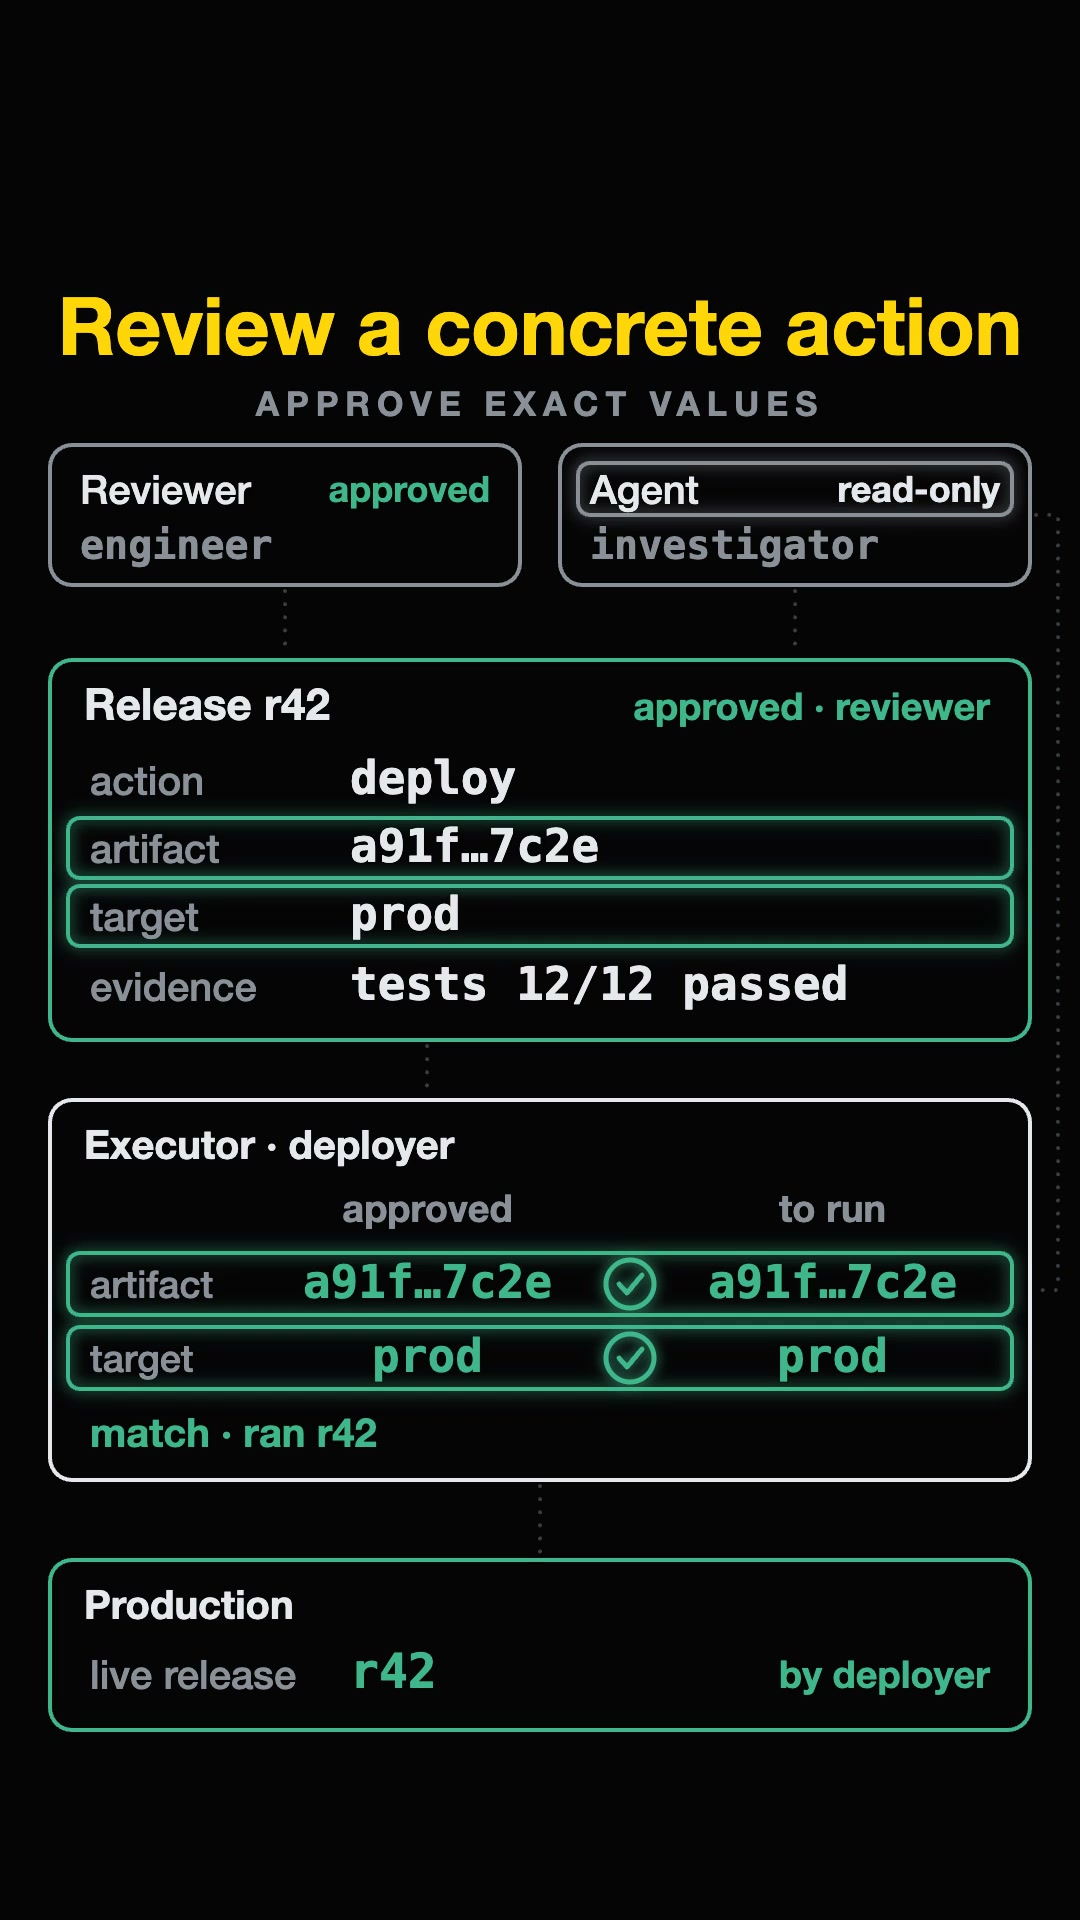 Review a concrete action
APPROVE EXACT VALUES
Reviewer approved
engineer
Agent read-only
investigator
Release r42 approved · reviewer
action deploy
artifact a91f…7c2e
target prod
evidence tests 12/12 passed
Executor · deployer
approved to run
artifact a91f…7c2e a91f…7c2e
target prod prod
match · ran r42
Production
live release r42 by deployer